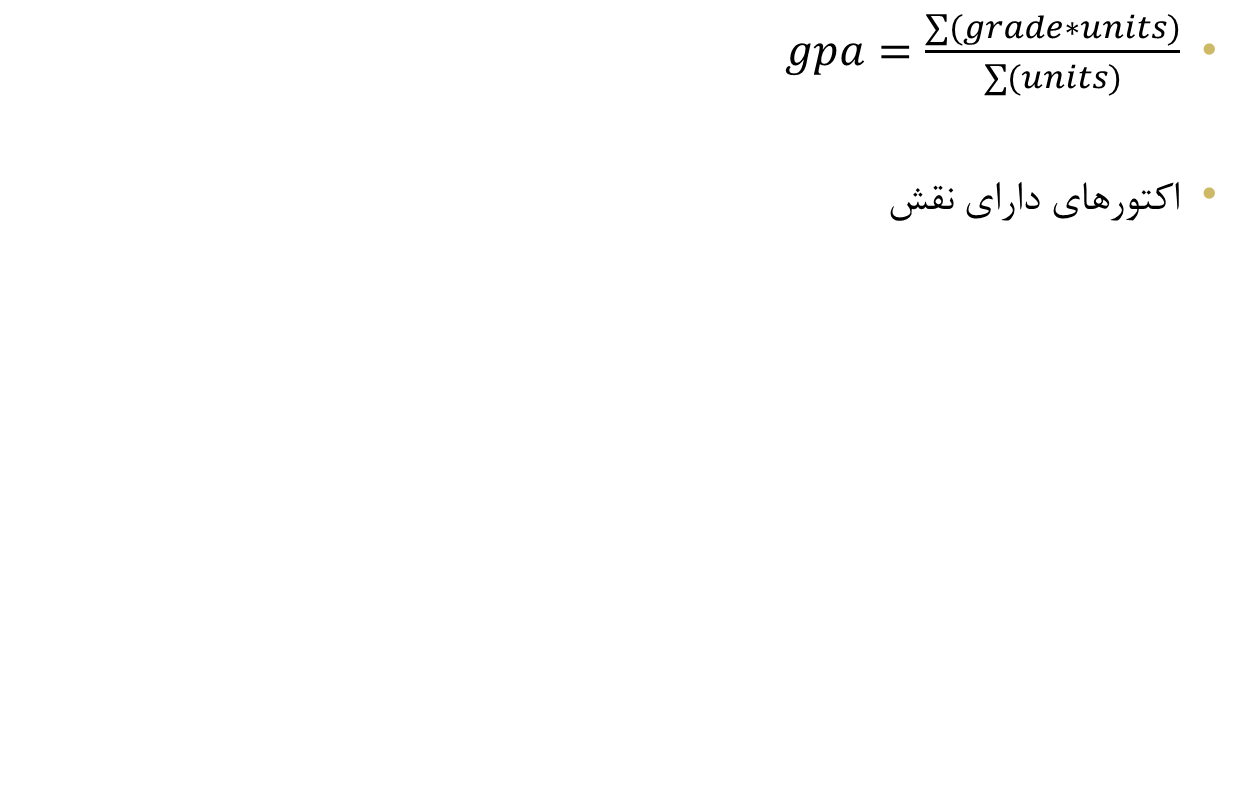 • gpa = ∑(grade*units) / ∑(units)
• اکتورهای دارای نقش